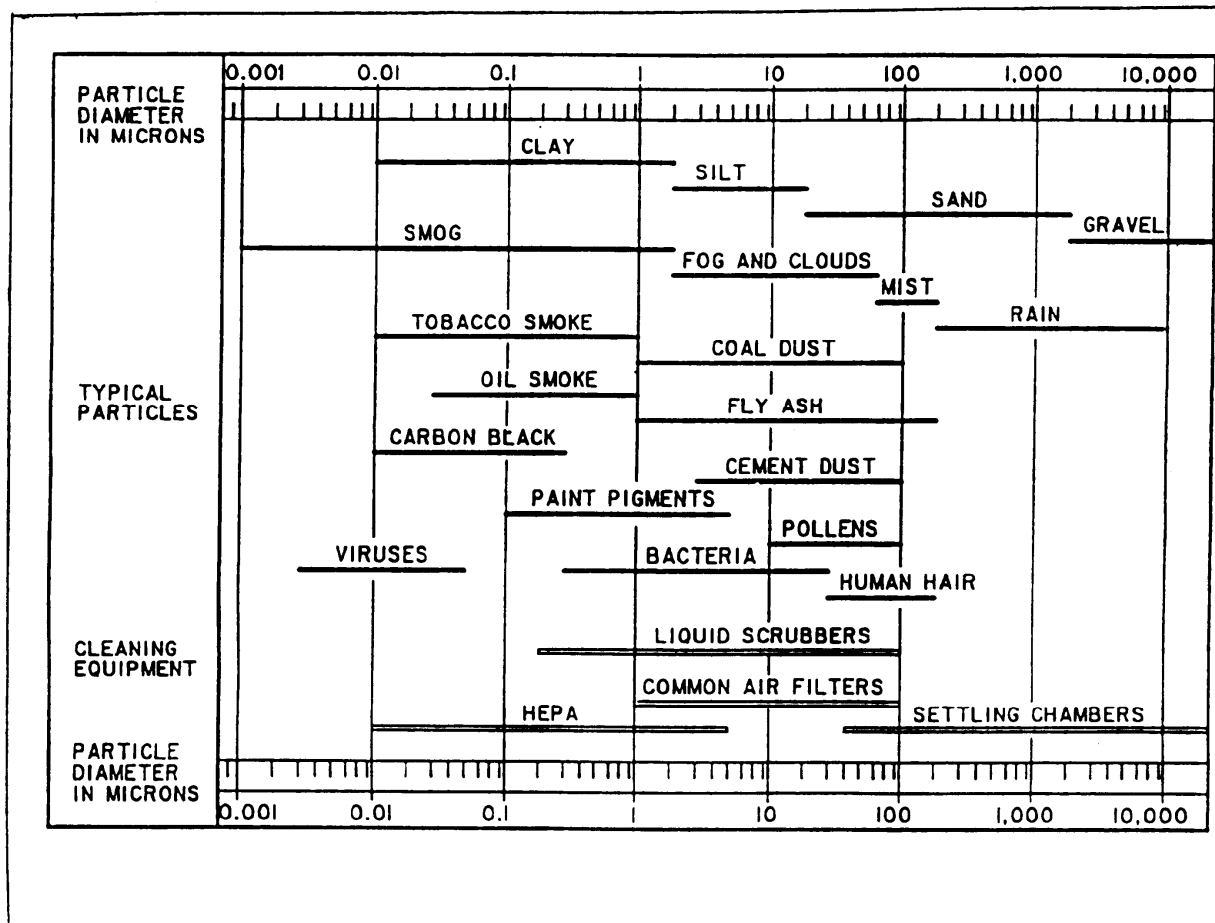 0.001 0.01 0.1 1 10 100 1,000 10,000
PARTICLE
DIAMETER
IN MICRONS
CLAY
SILT
SAND
GRAVEL
SMOG
FOG AND CLOUDS
MIST
RAIN
TOBACCO SMOKE
COAL DUST
TYPICAL
PARTICLES
OIL SMOKE
FLY ASH
CARBON BLACK
CEMENT DUST
PAINT PIGMENTS
POLLENS
VIRUSES
BACTERIA
HUMAN HAIR
CLEANING
EQUIPMENT
LIQUID SCRUBBERS
COMMON AIR FILTERS
HEPA
SETTLING CHAMBERS
PARTICLE
DIAMETER
IN MICRONS
0.001 0.01 0.1 1 10 100 1,000 10,000